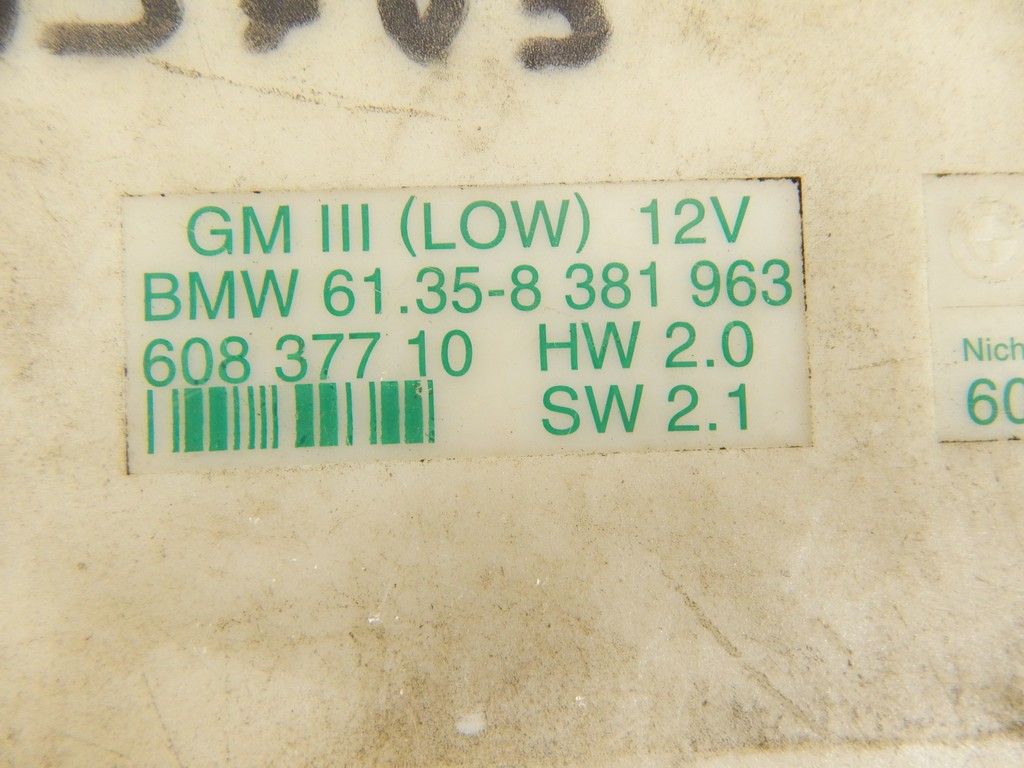 GM III (LOW) 12V
BMW 61.35-8 381 963
608 377 10 HW 2.0
SW 2.1
Nich
60